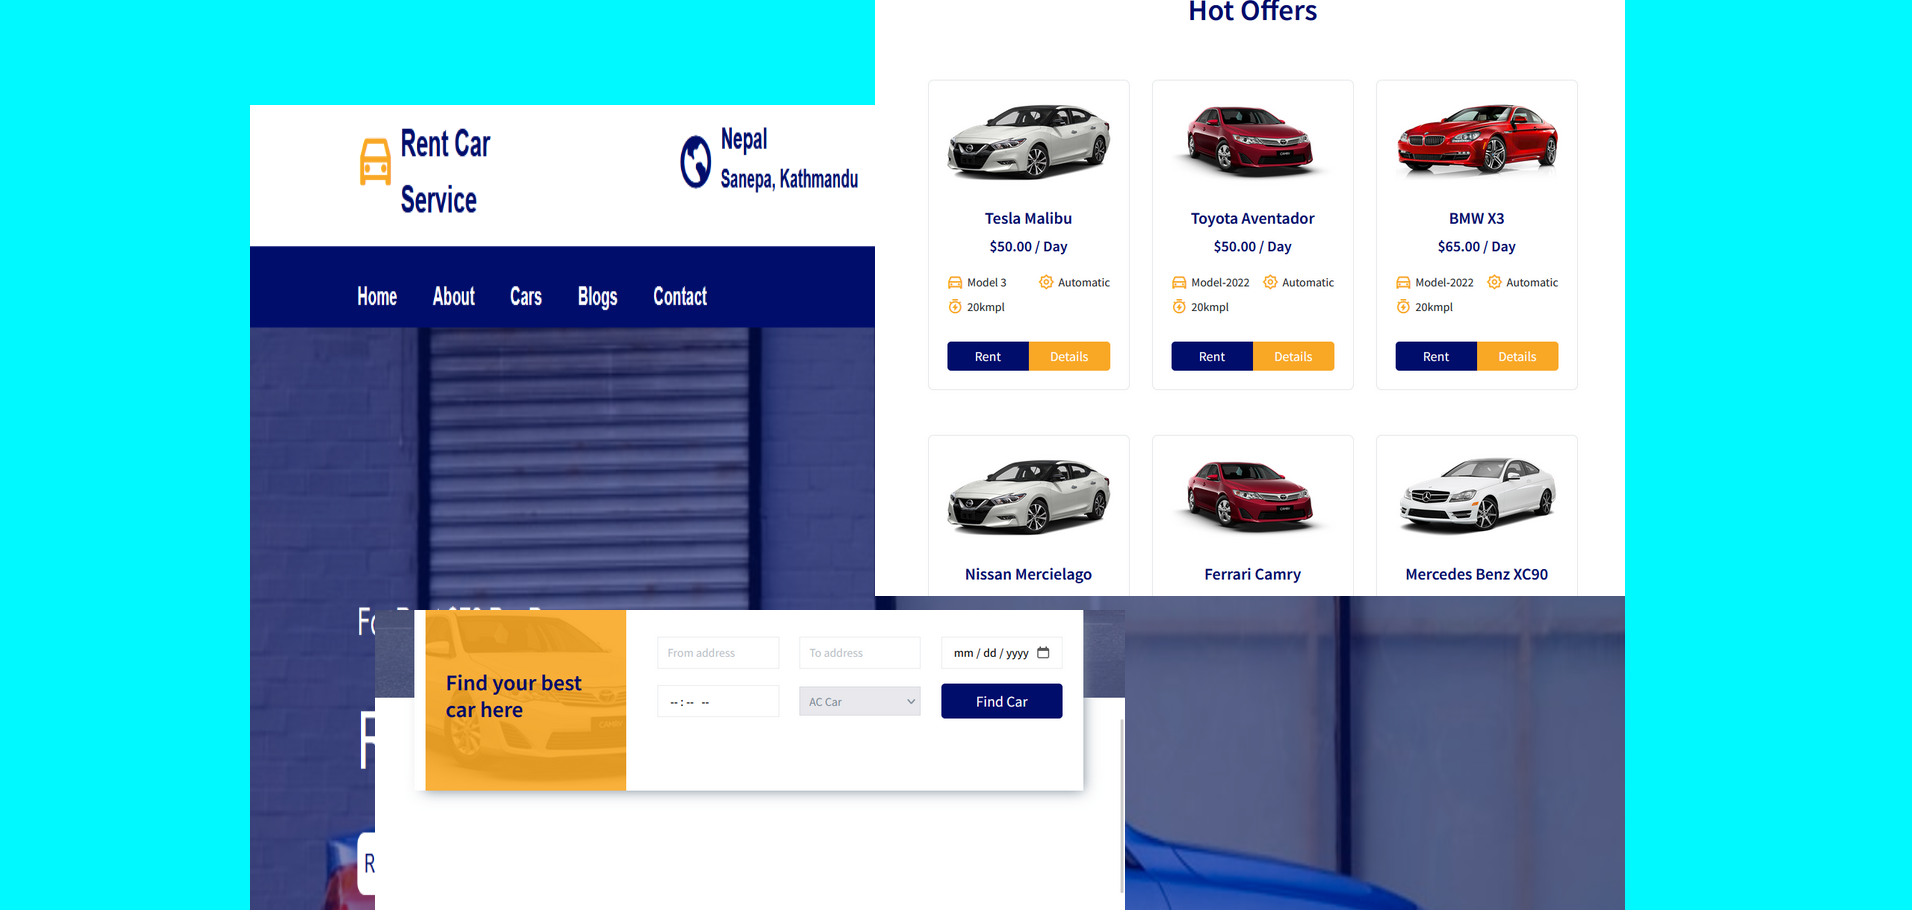 Hot Offers
Rent Car
Service
Nepal
Sanepa, Kathmandu
Home About Cars Blogs Contact
Tesla Malibu
$50.00 / Day
Model 3 Automatic
20kmpl
Rent Details
Toyota Aventador
$50.00 / Day
Model-2022 Automatic
20kmpl
Rent Details
BMW X3
$65.00 / Day
Model-2022 Automatic
20kmpl
Rent Details
Nissan Mercielago
Ferrari Camry
Mercedes Benz XC90
Find your best
car here
From address
To address
mm / dd / yyyy
-- : -- --
AC Car
Find Car